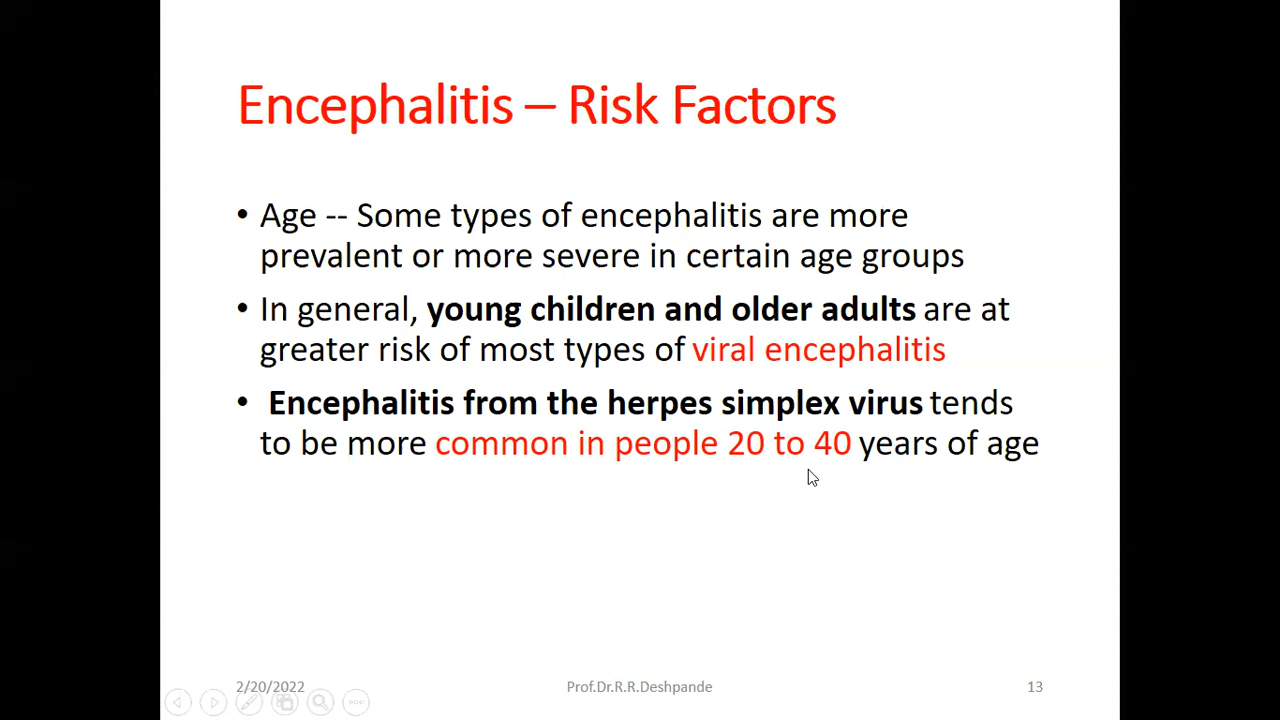 Encephalitis – Risk Factors
• Age -- Some types of encephalitis are more
prevalent or more severe in certain age groups
• In general, young children and older adults are at
greater risk of most types of viral encephalitis
• Encephalitis from the herpes simplex virus tends
to be more common in people 20 to 40 years of age
2/20/2022
Prof.Dr.R.R.Deshpande
13